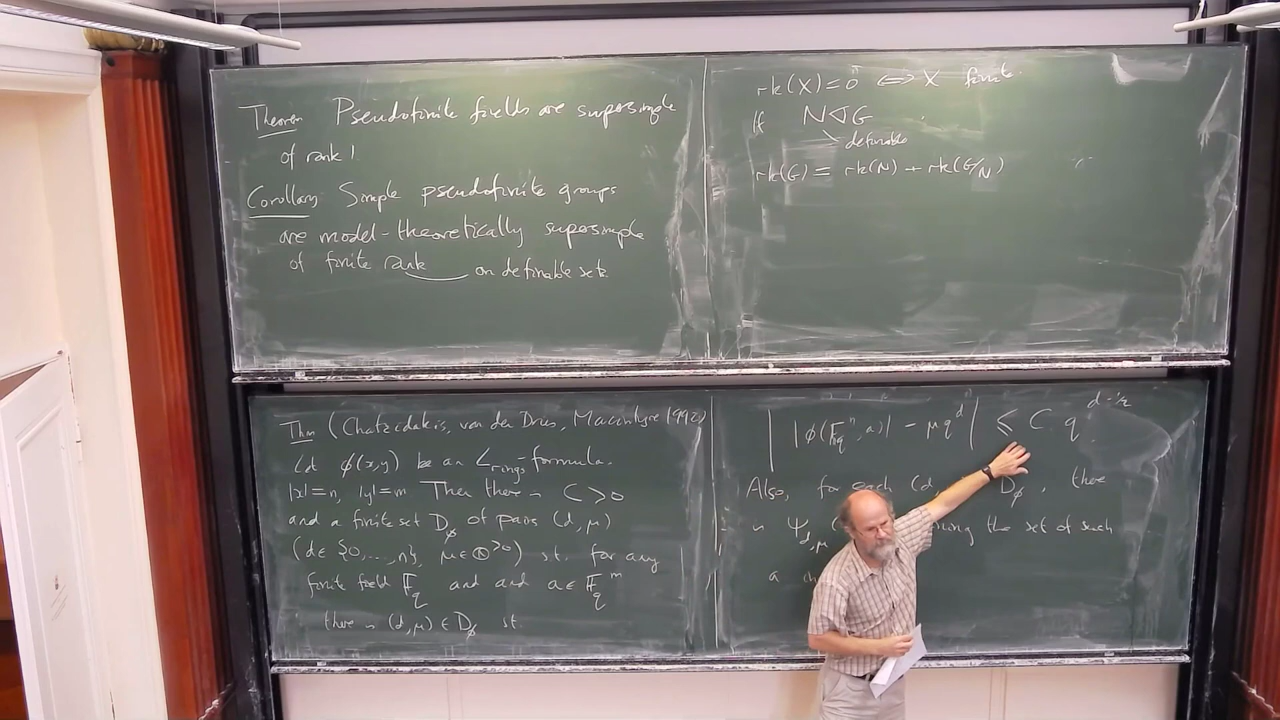 Theorem Pseudofinite fields are supersimple
of rank 1
Corollary Simple pseudofinite groups
are model-theoretically supersimple
of finite rank on definable sets
rk(X)=0 ⟺ X finite.
If N◁G
definable
rk(G) = rk(N) + rk(G/N)
Thm (Chatzidakis, van den Dries, Macintyre 1992)
Let φ(x,y) be an L_rings-formula.
|x|=n, |y|=m Then there is C>0
and a finite set D_φ of pairs (d,μ)
(d∈{0,...,n}, μ∈ℚ^{>0}) s.t. for any
finite field 𝔽_q and and a∈𝔽_q^m
there is (d,μ)∈D_φ st.
| |φ(𝔽_q^n, a)| - μq^d | ≤ C q^{d-1/2}
Also, for each (d D_φ, there
is ψ_{d,μ} the set of such
a